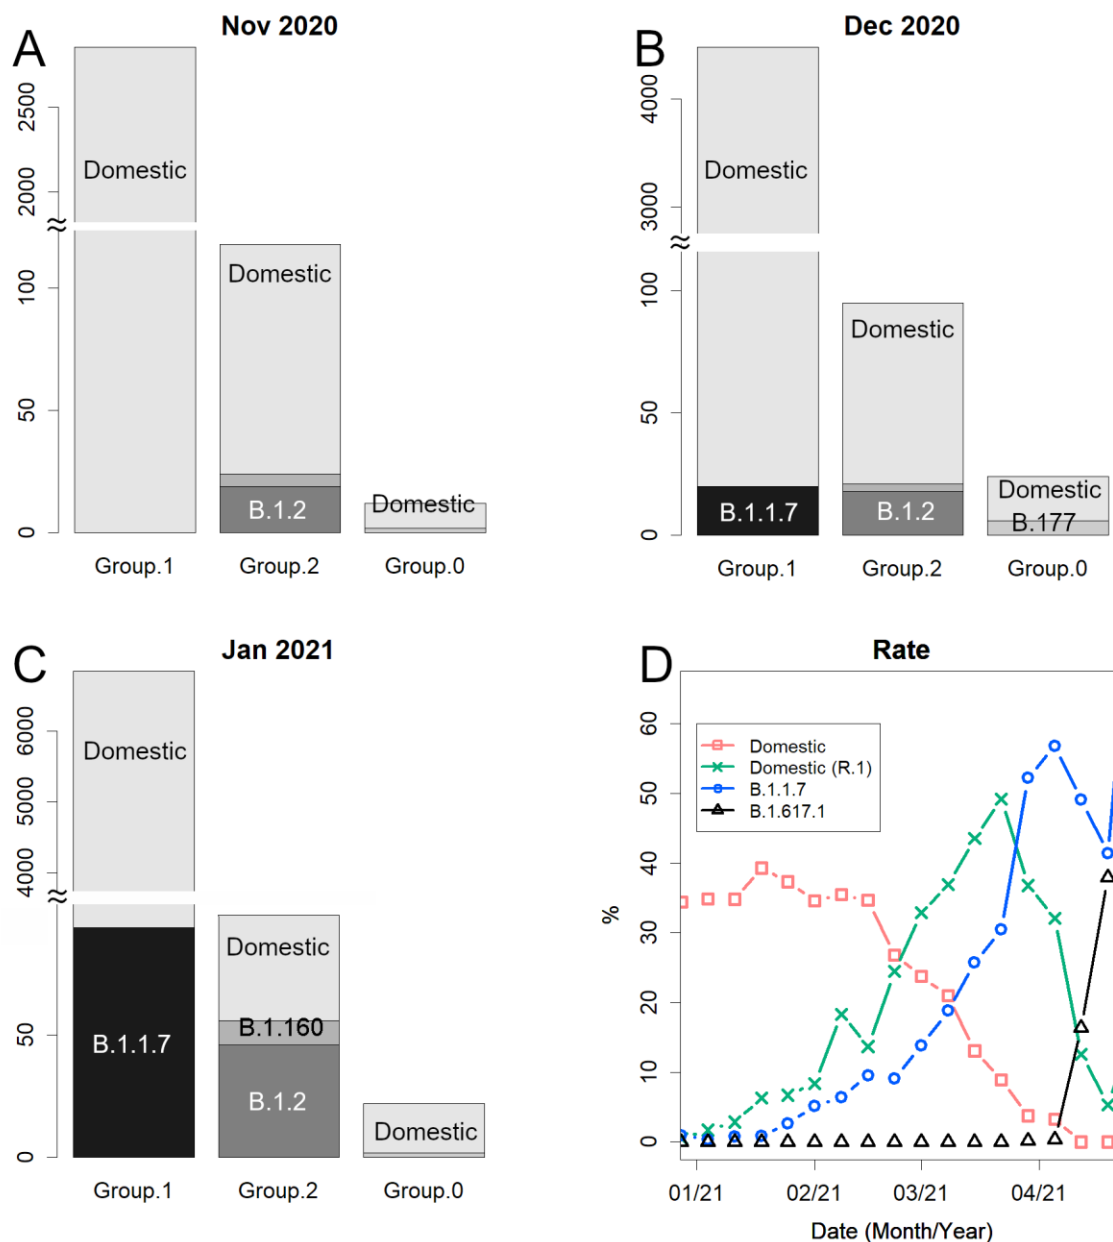 A
Nov 2020
2500
2000
≈
100
50
0
Domestic
Domestic
B.1.2
Domestic
Group.1
Group.2
Group.0
B
Dec 2020
4000
3000
≈
100
50
0
Domestic
B.1.1.7
Domestic
B.1.2
Domestic
B.177
Group.1
Group.2
Group.0
C
Jan 2021
6000
5000
4000
≈
50
0
Domestic
B.1.1.7
Domestic
B.1.160
B.1.2
Domestic
Group.1
Group.2
Group.0
D
Rate
60
50
40
30
20
10
0
%
Domestic
Domestic (R.1)
B.1.1.7
B.1.617.1
01/21
02/21
03/21
04/21
Date (Month/Year)